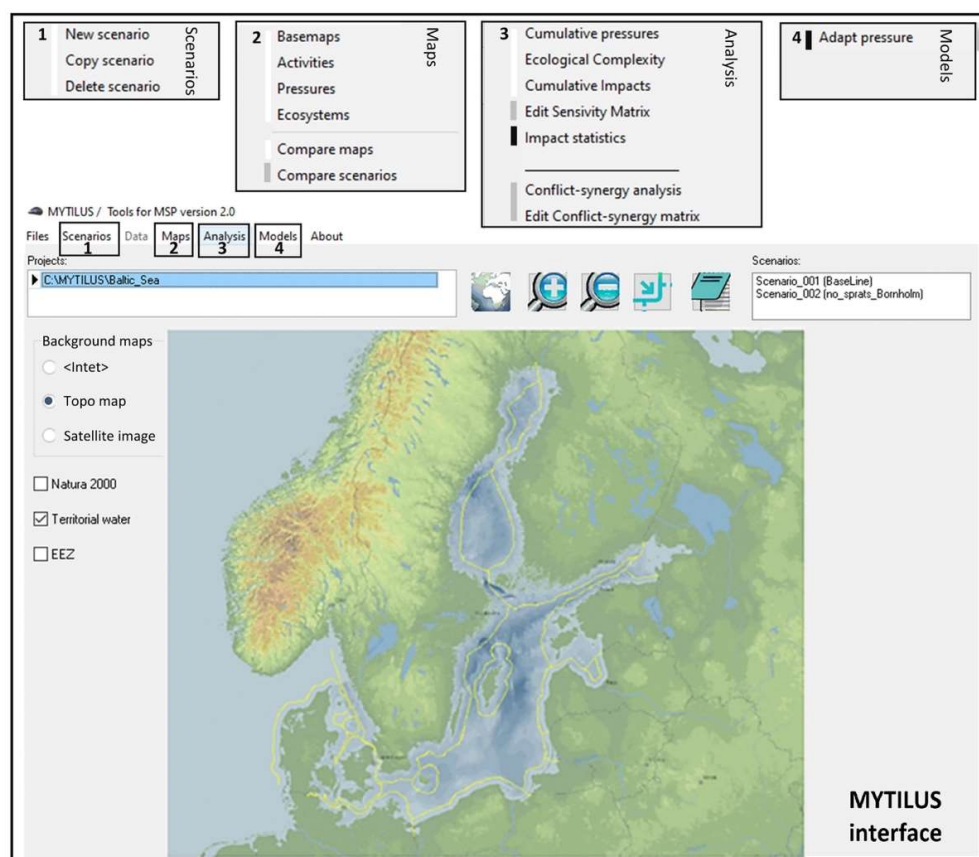 1
New scenario
Copy scenario
Delete scenario
Scenarios
2
Basemaps
Activities
Pressures
Ecosystems
Compare maps
Compare scenarios
Maps
3
Cumulative pressures
Ecological Complexity
Cumulative Impacts
Edit Sensivity Matrix
Impact statistics
Conflict-synergy analysis
Edit Conflict-synergy matrix
Analysis
4
Adapt pressure
Models
MYTILUS / Tools for MSP version 2.0
Files Scenarios Data Maps Analysis Models About
1 2 3 4
Projects:
C:\MYTILUS\Baltic_Sea
Scenarios:
Scenario_001 (BaseLine)
Scenario_002 (no_sprats_Bornholm)
Background maps
<Intet>
Topo map
Satellite image
Natura 2000
Territorial water
EEZ
MYTILUS
interface